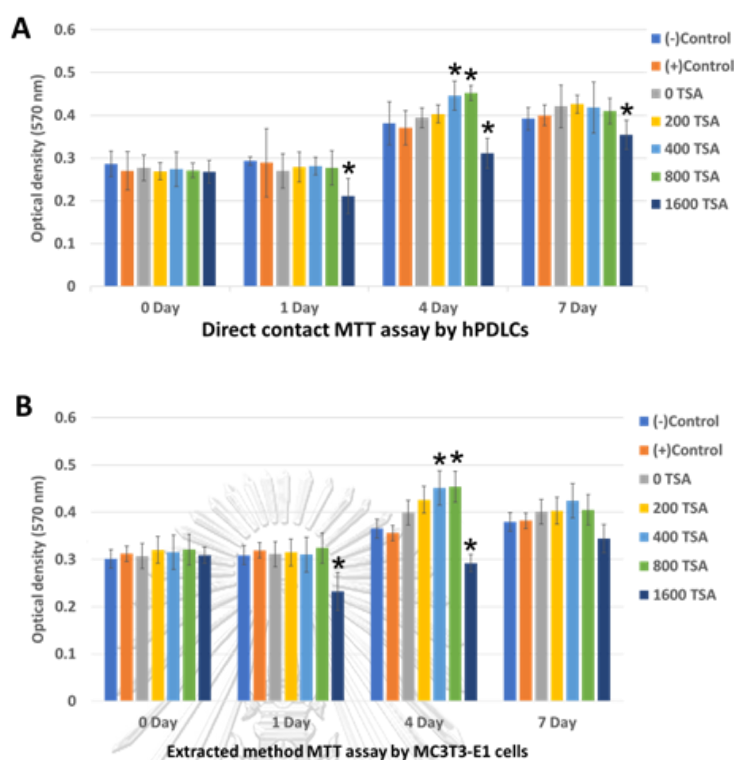 A
0.6
0.5
0.4
0.3
0.2
0.1
0
Optical density (570 nm)
* * * * *
0 Day 1 Day 4 Day 7 Day
Direct contact MTT assay by hPDLCs
(-)Control
(+)Control
0 TSA
200 TSA
400 TSA
800 TSA
1600 TSA
B
0.6
0.5
0.4
0.3
0.2
0.1
0
Optical density (570 nm)
* * * *
0 Day 1 Day 4 Day 7 Day
Extracted method MTT assay by MC3T3-E1 cells
(-)Control
(+)Control
0 TSA
200 TSA
400 TSA
800 TSA
1600 TSA